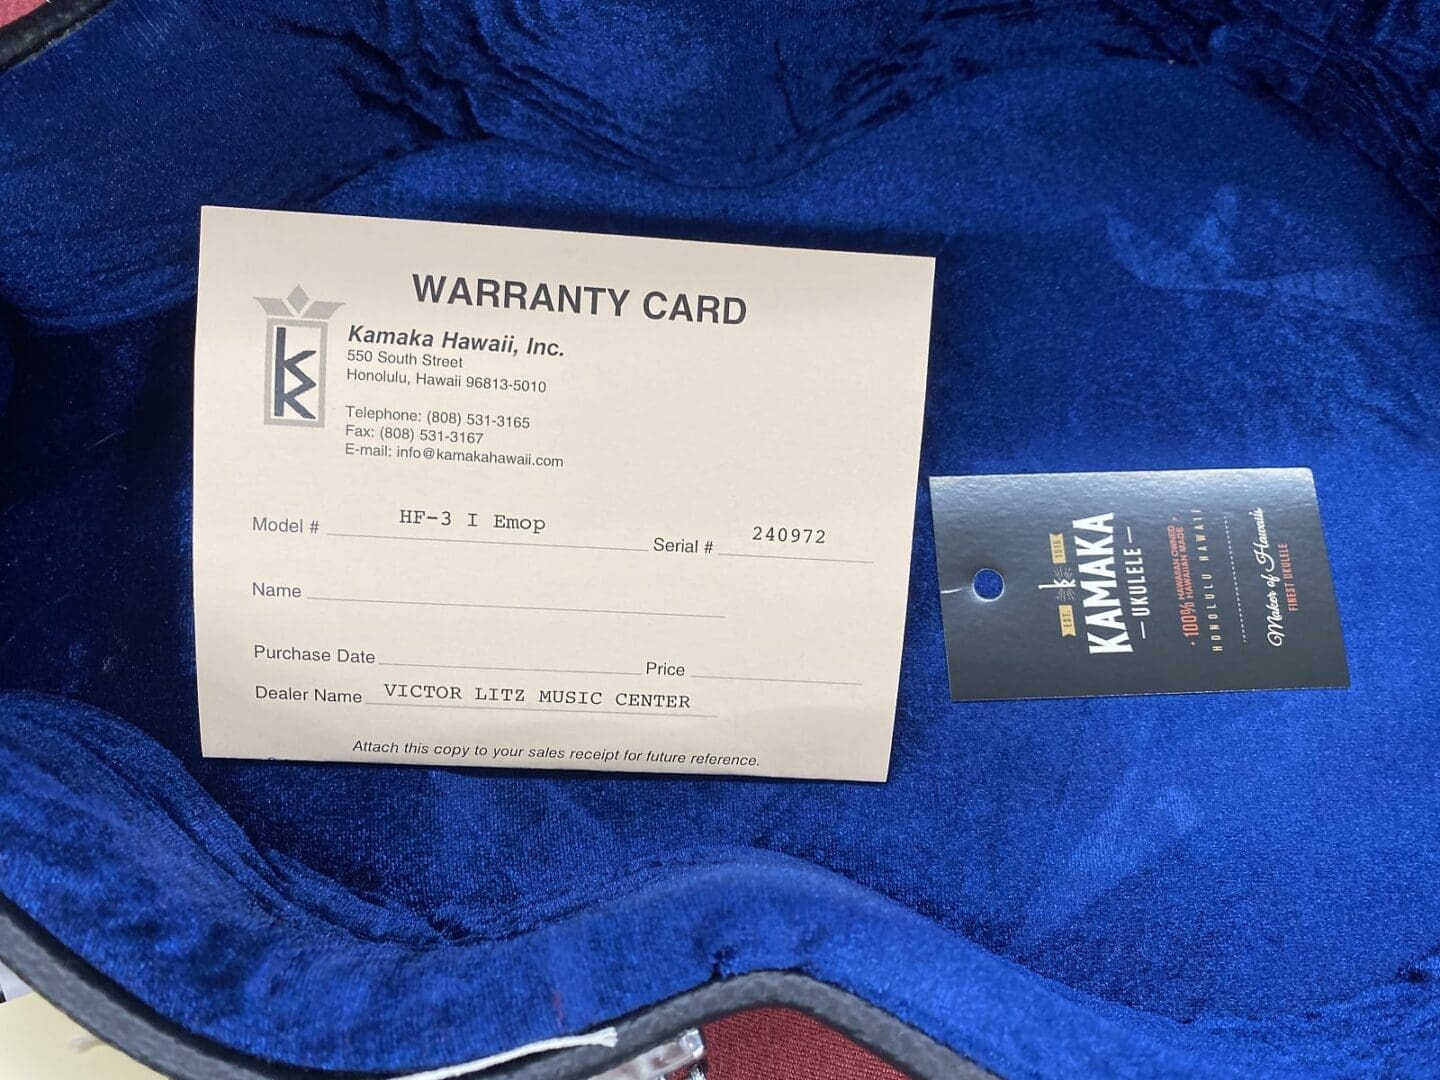 WARRANTY CARD
Kamaka Hawaii, Inc.
550 South Street
Honolulu, Hawaii 96813-5010
Telephone: (808) 531-3165
Fax: (808) 531-3167
E-mail: info@kamakahawaii.com
Model # HF-3 I Emop Serial # 240972
Name
Purchase Date Price
Dealer Name VICTOR LITZ MUSIC CENTER
Attach this copy to your sales receipt for future reference.
EST. k 1916
KAMAKA
—UKULELE—
• 100% HAWAIIAN OWNED HAWAIIAN MADE •
HONOLULU HAWAII
Maker of Hawaii's
FINEST UKULELE